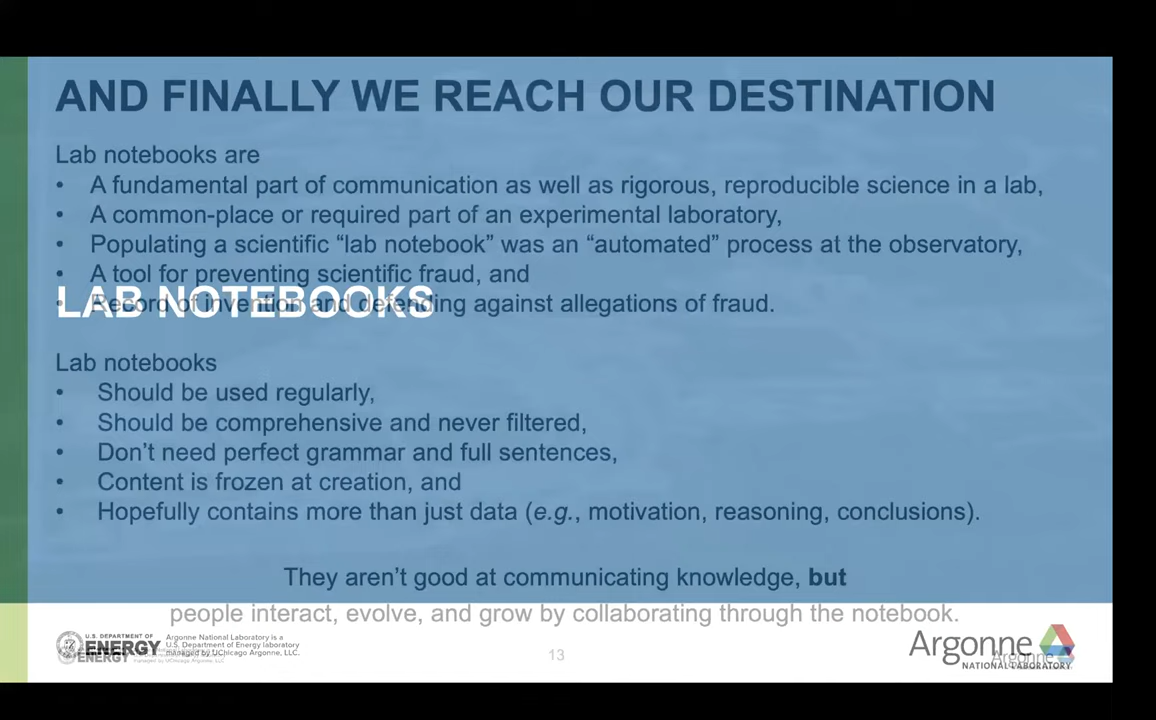 AND FINALLY WE REACH OUR DESTINATION
Lab notebooks are
• A fundamental part of communication as well as rigorous, reproducible science in a lab,
• A common-place or required part of an experimental laboratory,
• Populating a scientific “lab notebook” was an “automated” process at the observatory,
• A tool for preventing scientific fraud, and
• Record of invention and defending against allegations of fraud.
LAB NOTEBOOKS
Lab notebooks
• Should be used regularly,
• Should be comprehensive and never filtered,
• Don’t need perfect grammar and full sentences,
• Content is frozen at creation, and
• Hopefully contains more than just data (e.g., motivation, reasoning, conclusions).
They aren’t good at communicating knowledge, but
people interact, evolve, and grow by collaborating through the notebook.
U.S. DEPARTMENT OF
ENERGY
Argonne National Laboratory is a
U.S. Department of Energy laboratory
managed by UChicago Argonne, LLC.
ENERGY
13
Argonne
NATIONAL LABORATORY
Argonne